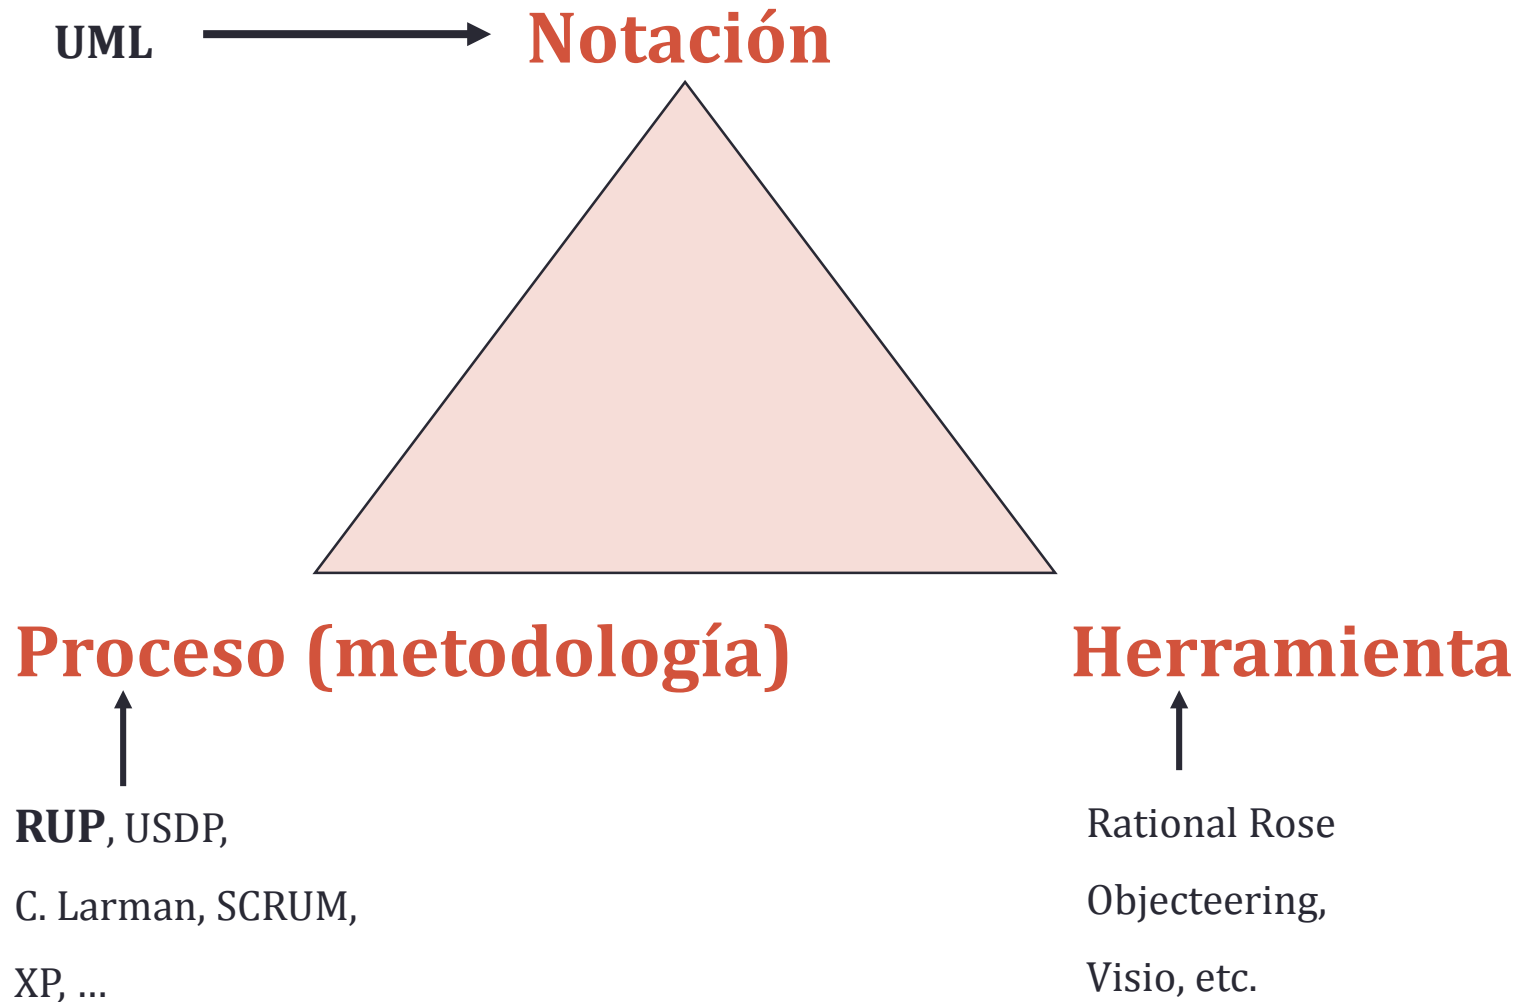 UML
Notación
Proceso (metodología)
Herramienta
RUP, USDP,
C. Larman, SCRUM,
XP, ...
Rational Rose
Objecteering,
Visio, etc.